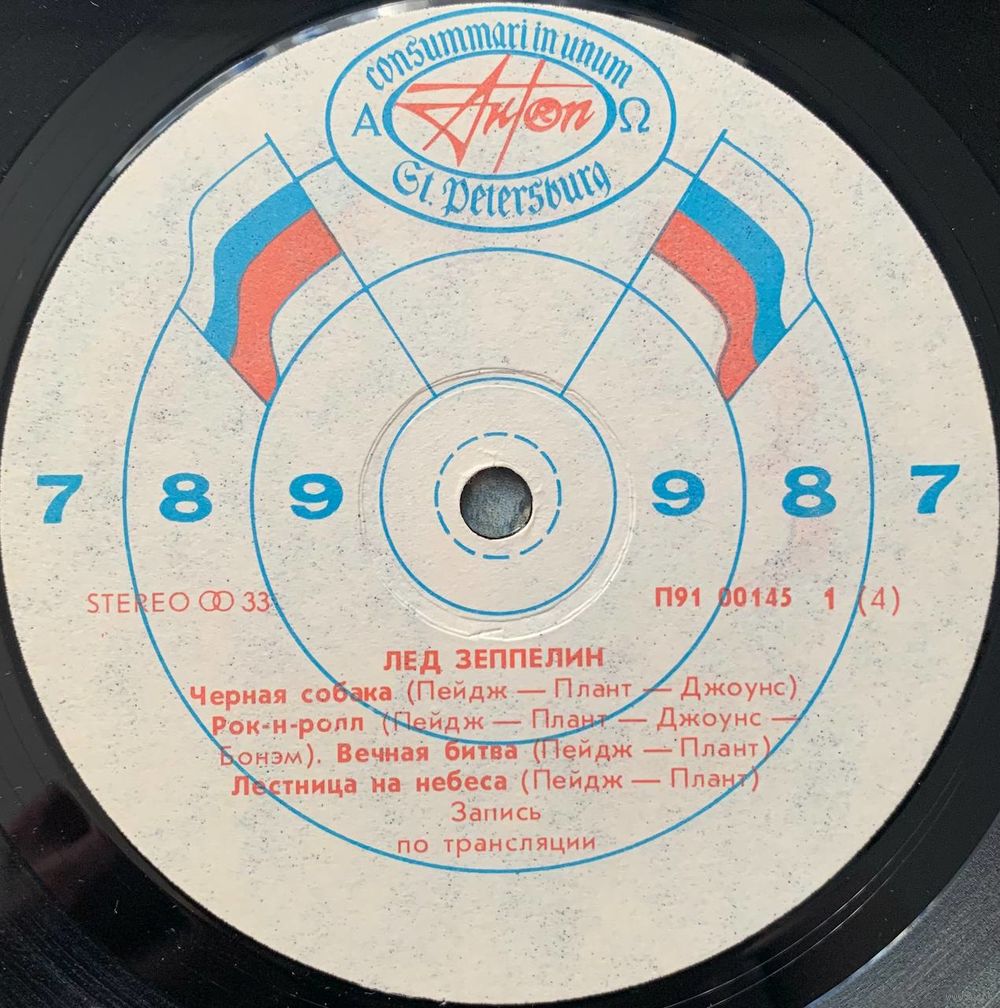 consummari in unum
Α Anton Ω
St. Petersburg
7 8 9 9 8 7
STEREO 33 П91 00145 1 (4)
ЛЕД ЗЕППЕЛИН
Черная собака (Пейдж — Плант — Джоунс)
Рок-н-ролл (Пейдж — Плант — Джоунс —
Бонэм). Вечная битва (Пейдж — Плант)
Лестница на небеса (Пейдж — Плант)
Запись
по трансляции